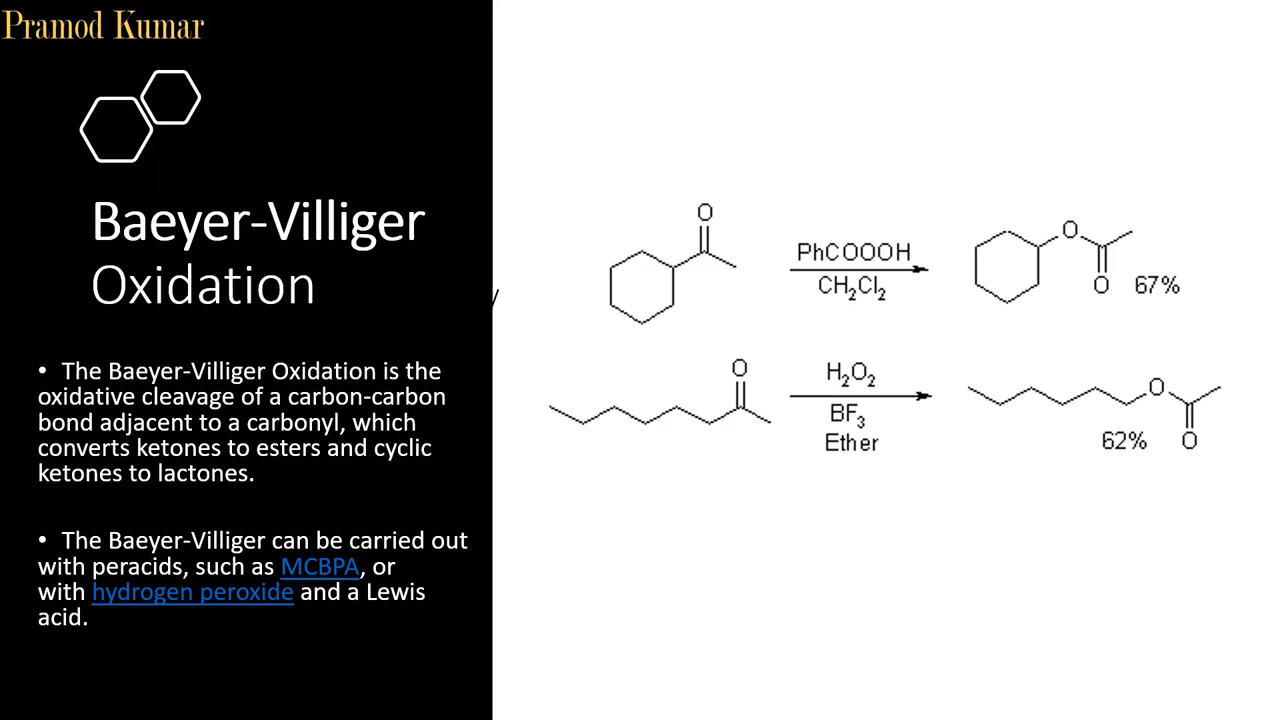 Pramod Kumar
Baeyer-Villiger
Oxidation
• The Baeyer-Villiger Oxidation is the
oxidative cleavage of a carbon-carbon
bond adjacent to a carbonyl, which
converts ketones to esters and cyclic
ketones to lactones.
• The Baeyer-Villiger can be carried out
with peracids, such as MCBPA, or
with hydrogen peroxide and a Lewis
acid.
O
PhCOOOH
CH₂Cl₂
O
O
67%
O
H₂O₂
BF₃
Ether
O
O
62%